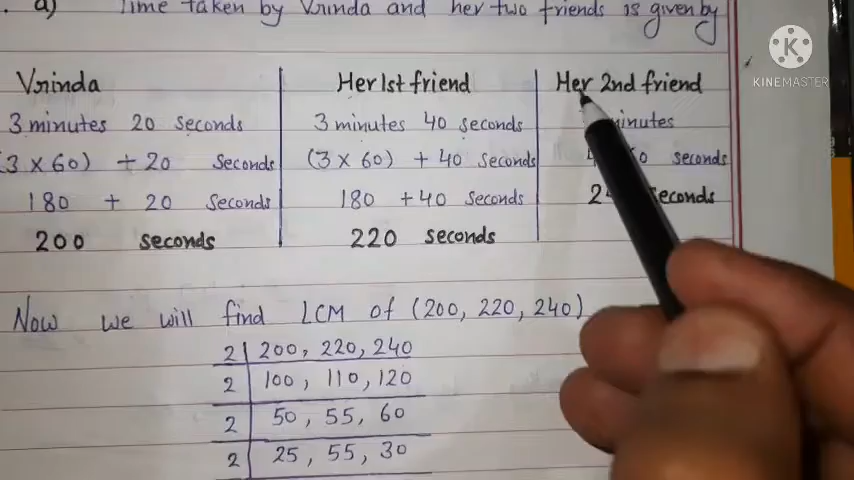 . a) Time taken by Vrinda and her two friends is given by
KINEMASTER
Vrinda Her 1st friend Her 2nd friend
3 minutes 20 seconds 3 minutes 40 seconds minutes
(3 x 60) + 20 seconds (3 x 60) + 40 seconds seconds
180 + 20 seconds 180 + 40 seconds seconds
200 seconds 220 seconds
Now we will find LCM of (200, 220, 240)
2 200, 220, 240
2 100, 110, 120
2 50, 55, 60
2 25, 55, 30